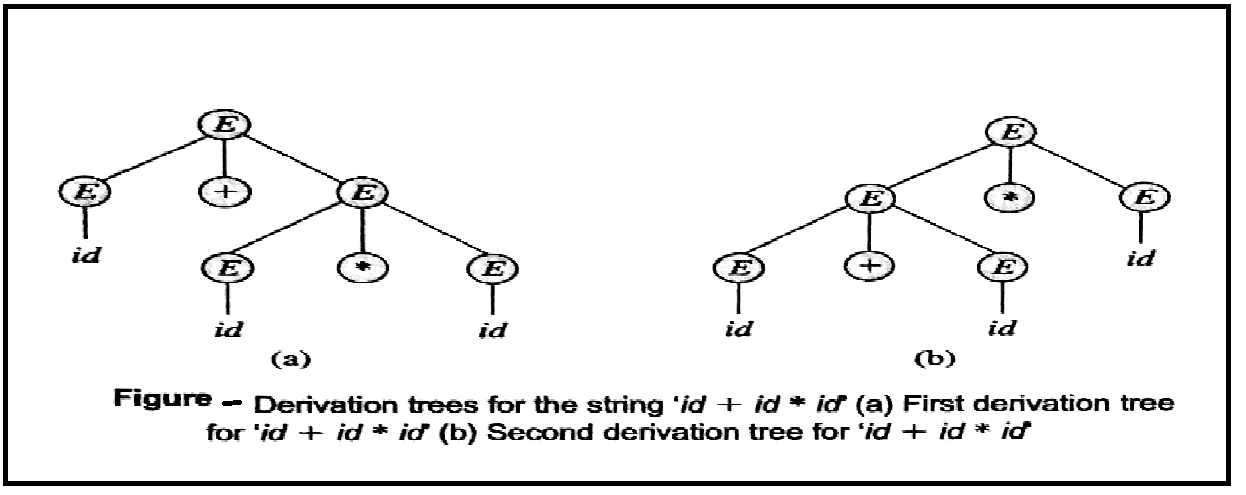 E E
E + E E * E
id E * E E + E id
id id id id
(a) (b)
Figure – Derivation trees for the string ‘id + id * id’ (a) First derivation tree
for ‘id + id * id’ (b) Second derivation tree for ‘id + id * id’